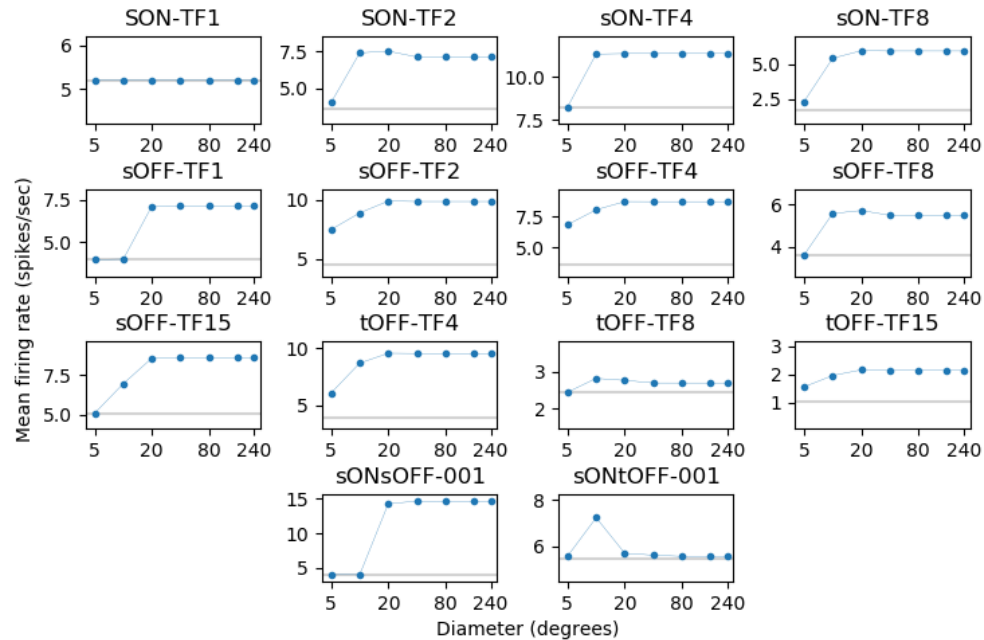 SON-TF1 SON-TF2 sON-TF4 sON-TF8
6 7.5 10.0 5.0
5 5.0 7.5 2.5
5 20 80 240 5 20 80 240 5 20 80 240 5 20 80 240
sOFF-TF1 sOFF-TF2 sOFF-TF4 sOFF-TF8
7.5 10 7.5 6
5.0 5 5.0 4
5 20 80 240 5 20 80 240 5 20 80 240 5 20 80 240
sOFF-TF15 tOFF-TF4 tOFF-TF8 tOFF-TF15
7.5 10 3 3
5.0 5 2 2
1
5 20 80 240 5 20 80 240 5 20 80 240 5 20 80 240
sONsOFF-001 sONtOFF-001
15 8
10 6
5
5 20 80 240 5 20 80 240
Mean firing rate (spikes/sec)
Diameter (degrees)